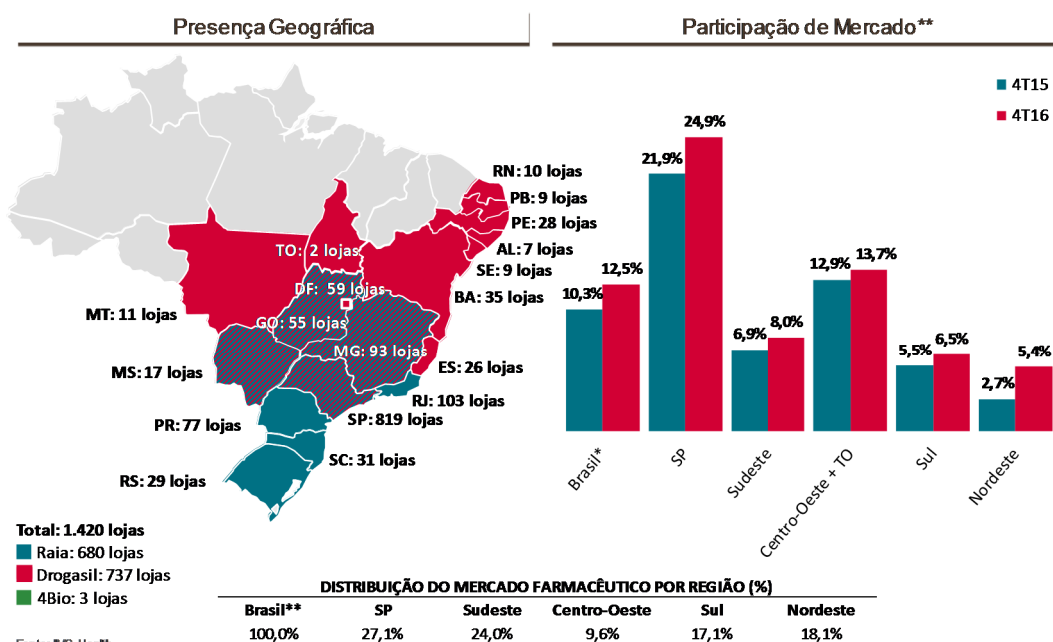 Presença Geográfica
Participação de Mercado**
4T15
4T16
RN: 10 lojas
PB: 9 lojas
PE: 28 lojas
AL: 7 lojas
SE: 9 lojas
BA: 35 lojas
TO: 2 lojas
DF: 59 lojas
GO: 55 lojas
MT: 11 lojas
MG: 93 lojas
MS: 17 lojas
ES: 26 lojas
RJ: 103 lojas
SP: 819 lojas
PR: 77 lojas
SC: 31 lojas
RS: 29 lojas
Total: 1.420 lojas
Raia: 680 lojas
Drogasil: 737 lojas
4Bio: 3 lojas
10,3% 12,5%
21,9% 24,9%
6,9% 8,0%
12,9% 13,7%
5,5% 6,5%
2,7% 5,4%
Brasil*
SP
Sudeste
Centro-Oeste + TO
Sul
Nordeste
DISTRIBUIÇÃO DO MERCADO FARMACÊUTICO POR REGIÃO (%)
Brasil** SP Sudeste Centro-Oeste Sul Nordeste
100,0% 27,1% 24,0% 9,6% 17,1% 18,1%